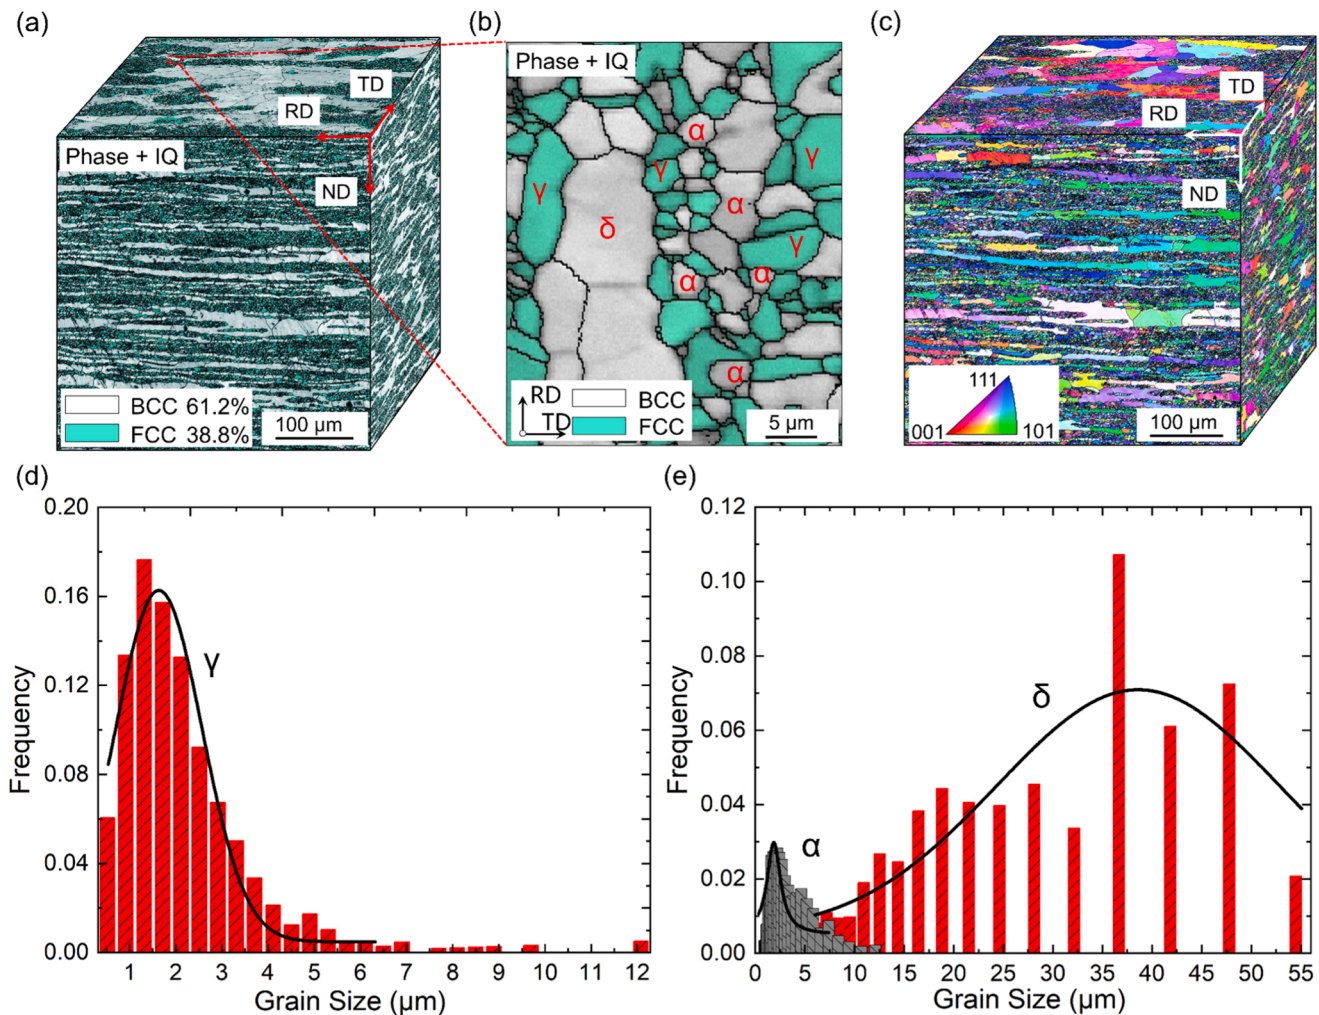 (a)
TD
RD
Phase + IQ
ND
BCC 61.2%
FCC 38.8%
100 μm
(b)
Phase + IQ
α
γ
γ
γ
α
δ
γ
α
α
α
RD
TD
BCC
FCC
5 μm
(c)
TD
RD
ND
111
001
101
100 μm
(d)
0.20
0.16
0.12
0.08
0.04
0.00
Frequency
γ
1 2 3 4 5 6 7 8 9 10 11 12
Grain Size (μm)
(e)
0.12
0.10
0.08
0.06
0.04
0.02
0.00
Frequency
δ
α
0 5 10 15 20 25 30 35 40 45 50 55
Grain Size (μm)